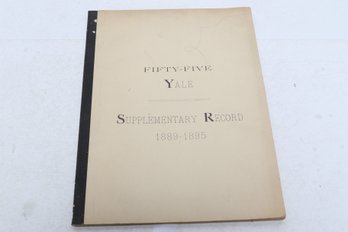 FIFTY-FIVE
YALE
SUPPLEMENTARY RECORD
1889-1895